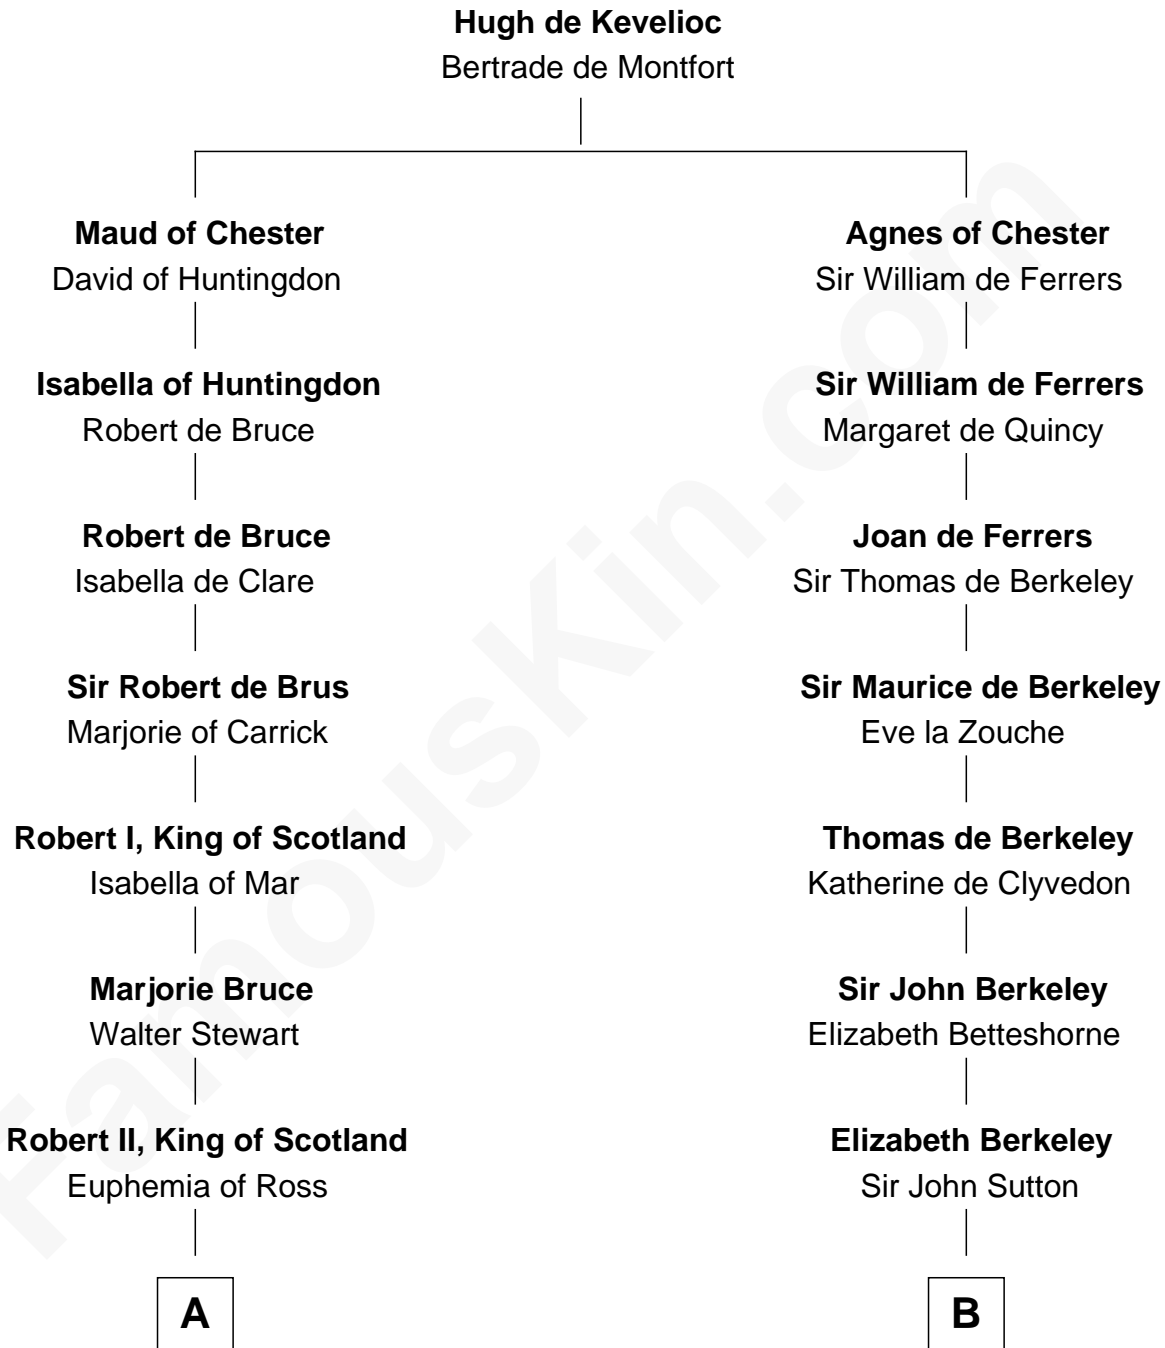 Hugh de Kevelioc
Bertrade de Montfort
Maud of Chester
David of Huntingdon
Agnes of Chester
Sir William de Ferrers
Isabella of Huntingdon
Robert de Bruce
Sir William de Ferrers
Margaret de Quincy
Robert de Bruce
Isabella de Clare
Joan de Ferrers
Sir Thomas de Berkeley
Sir Robert de Brus
Marjorie of Carrick
Sir Maurice de Berkeley
Eve la Zouche
Robert I, King of Scotland
Isabella of Mar
Thomas de Berkeley
Katherine de Clyvedon
Marjorie Bruce
Walter Stewart
Sir John Berkeley
Elizabeth Betteshorne
Robert II, King of Scotland
Euphemia of Ross
Elizabeth Berkeley
Sir John Sutton
A
B
FamousKin.com